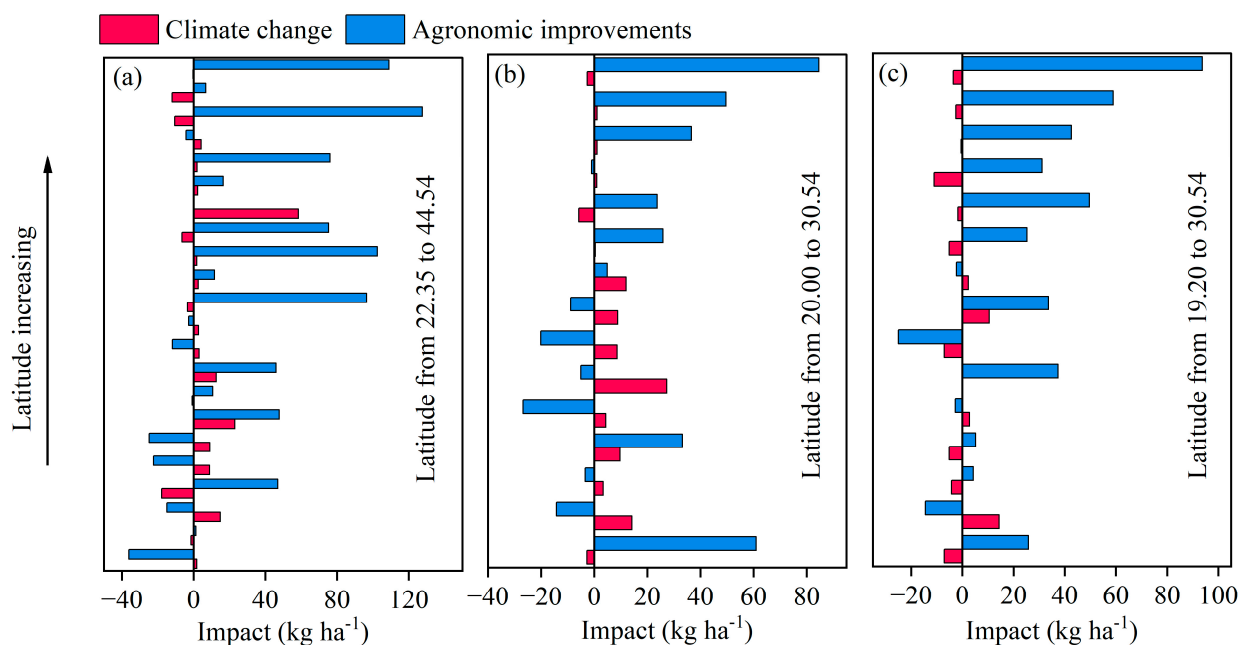 Climate change
Agronomic improvements
Latitude increasing
(a)
Latitude from 22.35 to 44.54
−40 0 40 80 120
Impact (kg ha⁻¹)
(b)
Latitude from 20.00 to 30.54
−40 −20 0 20 40 60 80
Impact (kg ha⁻¹)
(c)
Latitude from 19.20 to 30.54
−20 0 20 40 60 80 100
Impact (kg ha⁻¹)